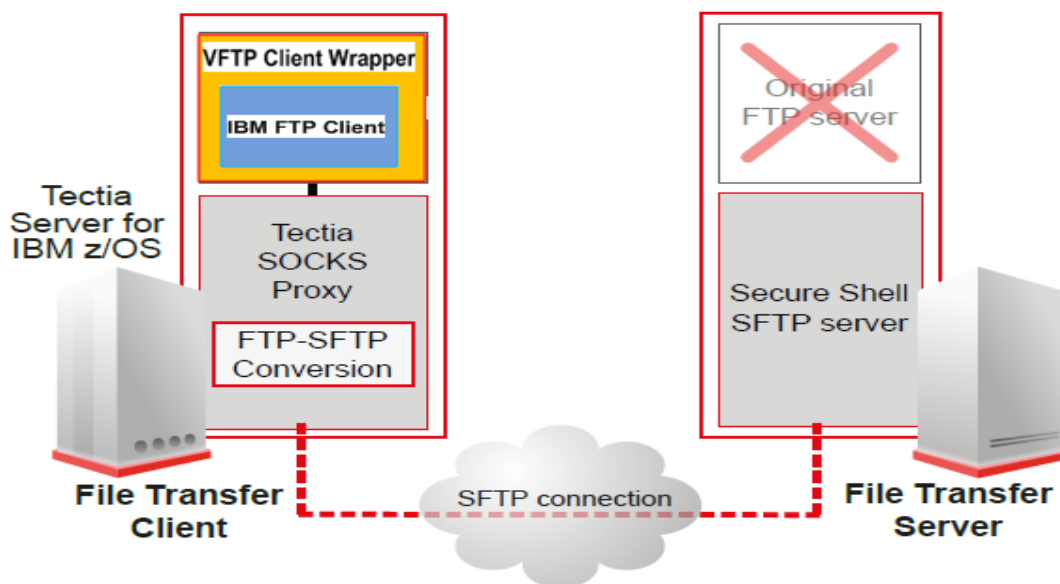 VFTP Client Wrapper
IBM FTP Client
Original
FTP server
Tectia
Server for
IBM z/OS
Tectia
SOCKS
Proxy
FTP-SFTP
Conversion
Secure Shell
SFTP server
SFTP connection
File Transfer
Client
File Transfer
Server